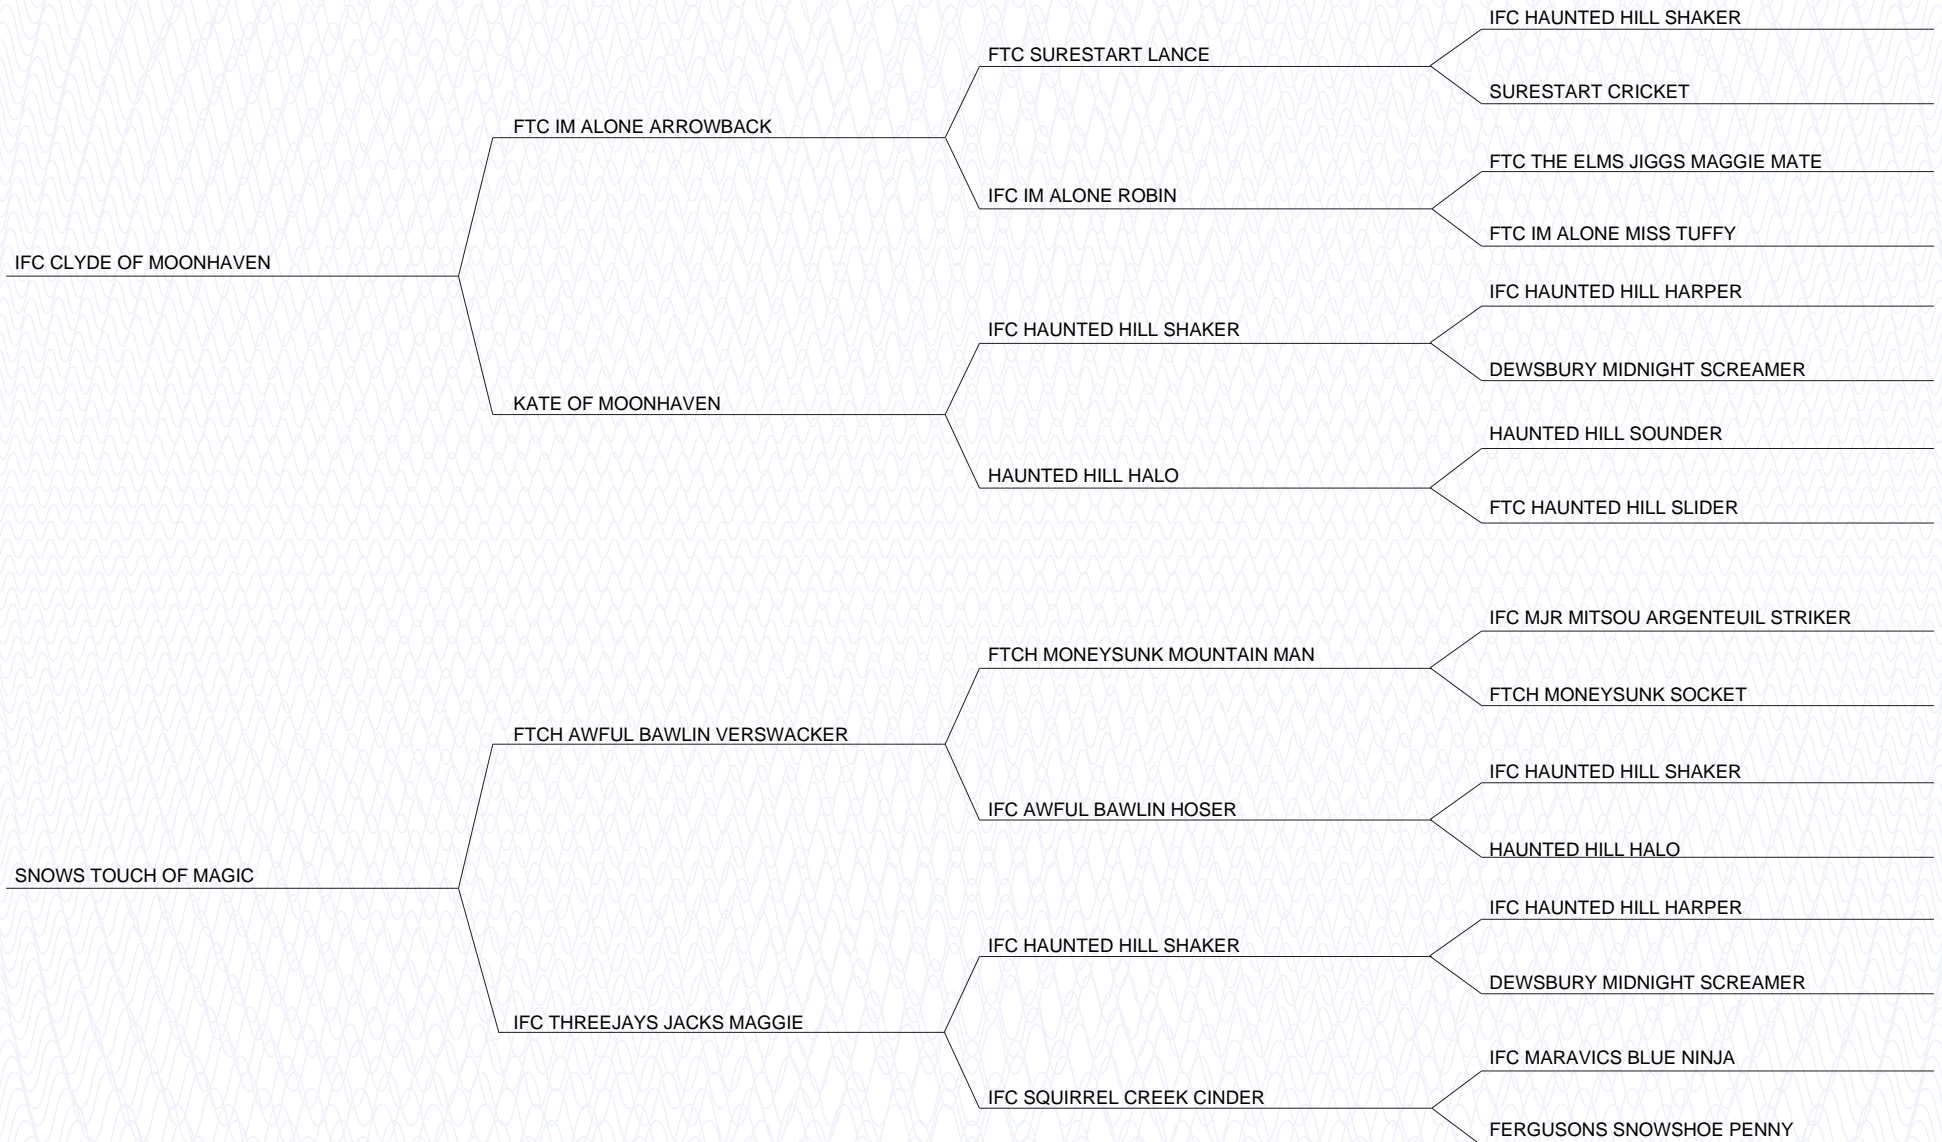 IFC HAUNTED HILL SHAKER
FTC SURESTART LANCE
SURESTART CRICKET
FTC IM ALONE ARROWBACK
FTC THE ELMS JIGGS MAGGIE MATE
IFC IM ALONE ROBIN
FTC IM ALONE MISS TUFFY
IFC CLYDE OF MOONHAVEN
IFC HAUNTED HILL HARPER
IFC HAUNTED HILL SHAKER
DEWSBURY MIDNIGHT SCREAMER
KATE OF MOONHAVEN
HAUNTED HILL SOUNDER
HAUNTED HILL HALO
FTC HAUNTED HILL SLIDER
IFC MJR MITSOU ARGENTEUIL STRIKER
FTCH MONEYSUNK MOUNTAIN MAN
FTCH MONEYSUNK SOCKET
FTCH AWFUL BAWLIN VERSWACKER
IFC HAUNTED HILL SHAKER
IFC AWFUL BAWLIN HOSER
HAUNTED HILL HALO
SNOWS TOUCH OF MAGIC
IFC HAUNTED HILL HARPER
IFC HAUNTED HILL SHAKER
DEWSBURY MIDNIGHT SCREAMER
IFC THREEJAYS JACKS MAGGIE
IFC MARAVICS BLUE NINJA
IFC SQUIRREL CREEK CINDER
FERGUSONS SNOWSHOE PENNY